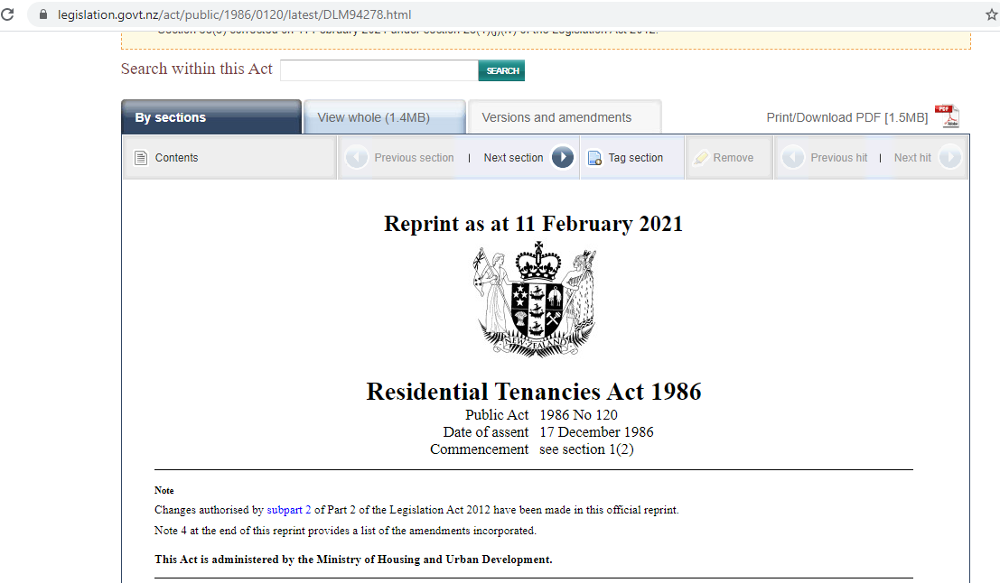 legislation.govt.nz/act/public/1986/0120/latest/DLM94278.html
Search within this Act SEARCH
By sections View whole (1.4MB) Versions and amendments Print/Download PDF [1.5MB] PDF
Contents Previous section | Next section Tag section Remove Previous hit | Next hit
Reprint as at 11 February 2021
NEW ZEALAND
Residential Tenancies Act 1986
Public Act 1986 No 120
Date of assent 17 December 1986
Commencement see section 1(2)
Note
Changes authorised by subpart 2 of Part 2 of the Legislation Act 2012 have been made in this official reprint.
Note 4 at the end of this reprint provides a list of the amendments incorporated.
This Act is administered by the Ministry of Housing and Urban Development.